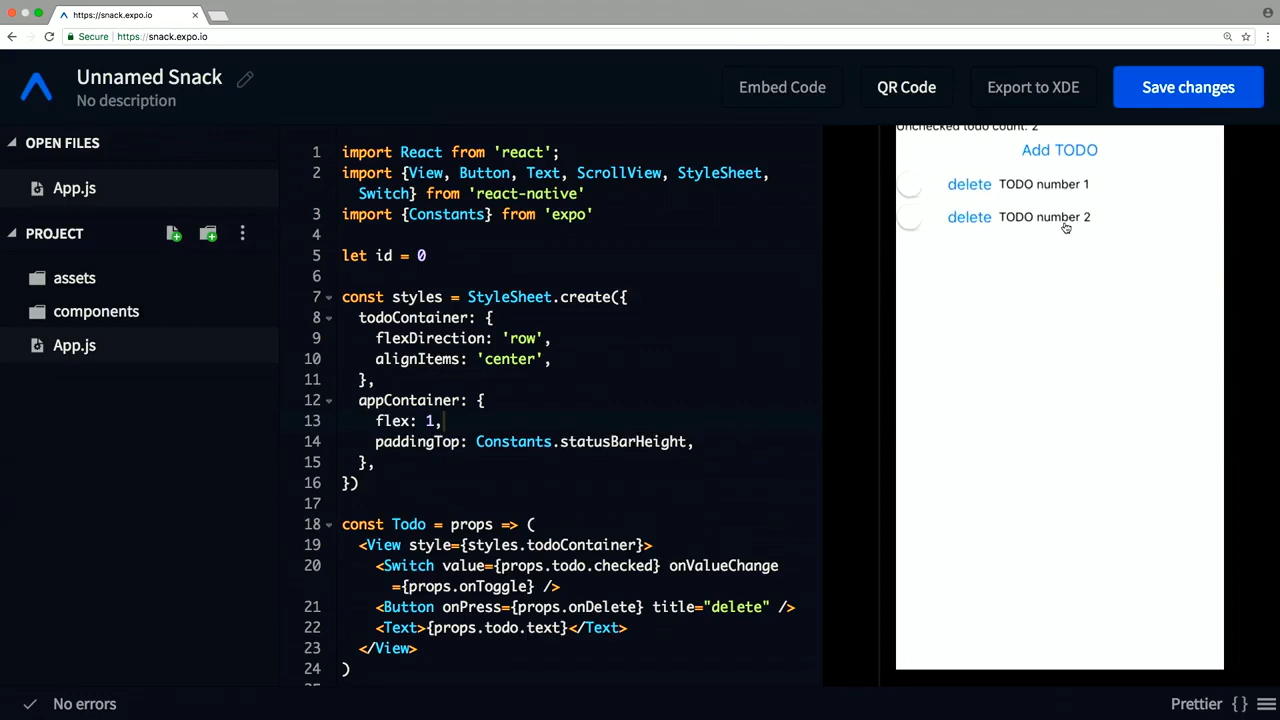 https://snack.expo.io
Secure https://snack.expo.io
Unnamed Snack
No description
Embed Code
QR Code
Export to XDE
Save changes
OPEN FILES
App.js
PROJECT
assets
components
App.js
1 import React from 'react';
2 import {View, Button, Text, ScrollView, StyleSheet,
Switch} from 'react-native'
3 import {Constants} from 'expo'
4
5 let id = 0
6
7 const styles = StyleSheet.create({
8 todoContainer: {
9 flexDirection: 'row',
10 alignItems: 'center',
11 },
12 appContainer: {
13 flex: 1,
14 paddingTop: Constants.statusBarHeight,
15 },
16 })
17
18 const Todo = props => (
19 <View style={styles.todoContainer}>
20 <Switch value={props.todo.checked} onValueChange
={props.onToggle} />
21 <Button onPress={props.onDelete} title="delete" />
22 <Text>{props.todo.text}</Text>
23 </View>
24 )
Unchecked todo count: 2
Add TODO
delete TODO number 1
delete TODO number 2
No errors
Prettier { }